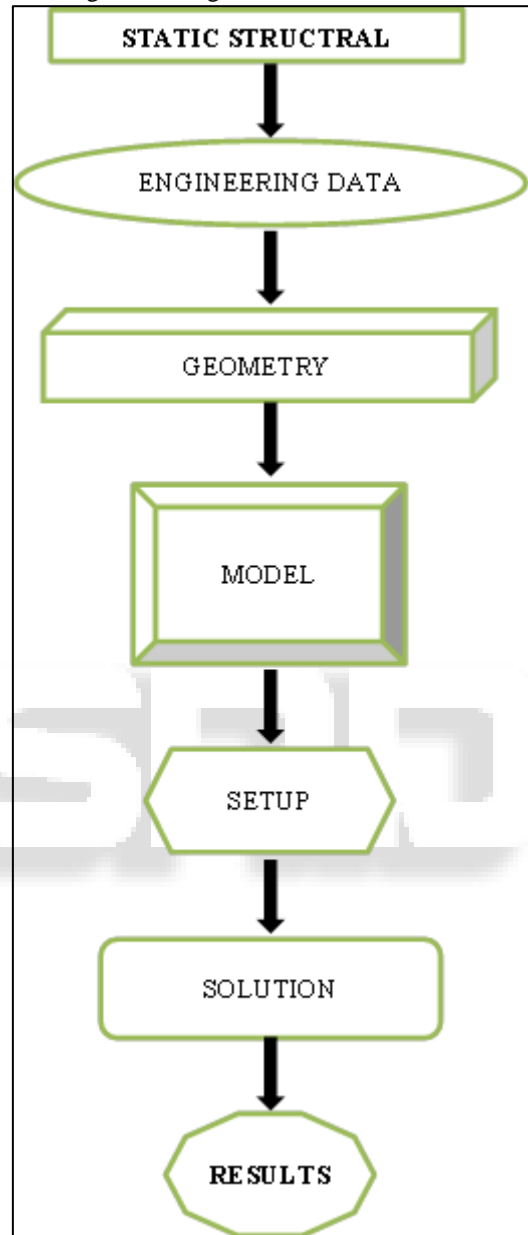 STATIC STRUCTRAL
ENGINEERING DATA
GEOMETRY
MODEL
SETUP
SOLUTION
RESULTS